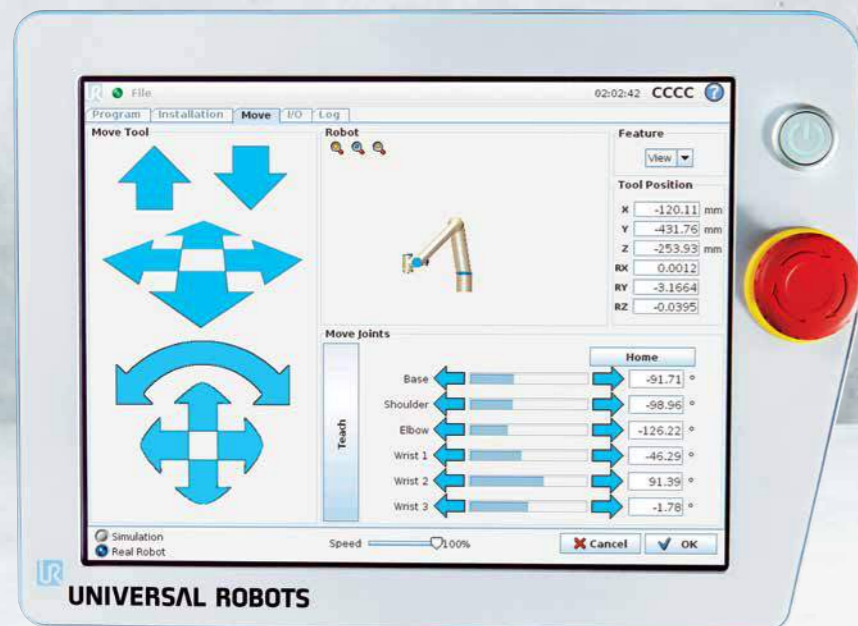 UR File 02:02:42 CCCC ?
Program Installation Move I/O Log
Move Tool
Robot
Feature
View
Tool Position
X -120.11 mm
Y -431.76 mm
Z -253.93 mm
RX 0.0012
RY -3.1664
RZ -0.0395
Move Joints
Teach
Home
Base -91.71 °
Shoulder -98.96 °
Elbow -126.22 °
Wrist 1 -46.29 °
Wrist 2 91.39 °
Wrist 3 -1.78 °
Simulation
Real Robot
Speed 100%
Cancel OK
UR
UNIVERSAL ROBOTS